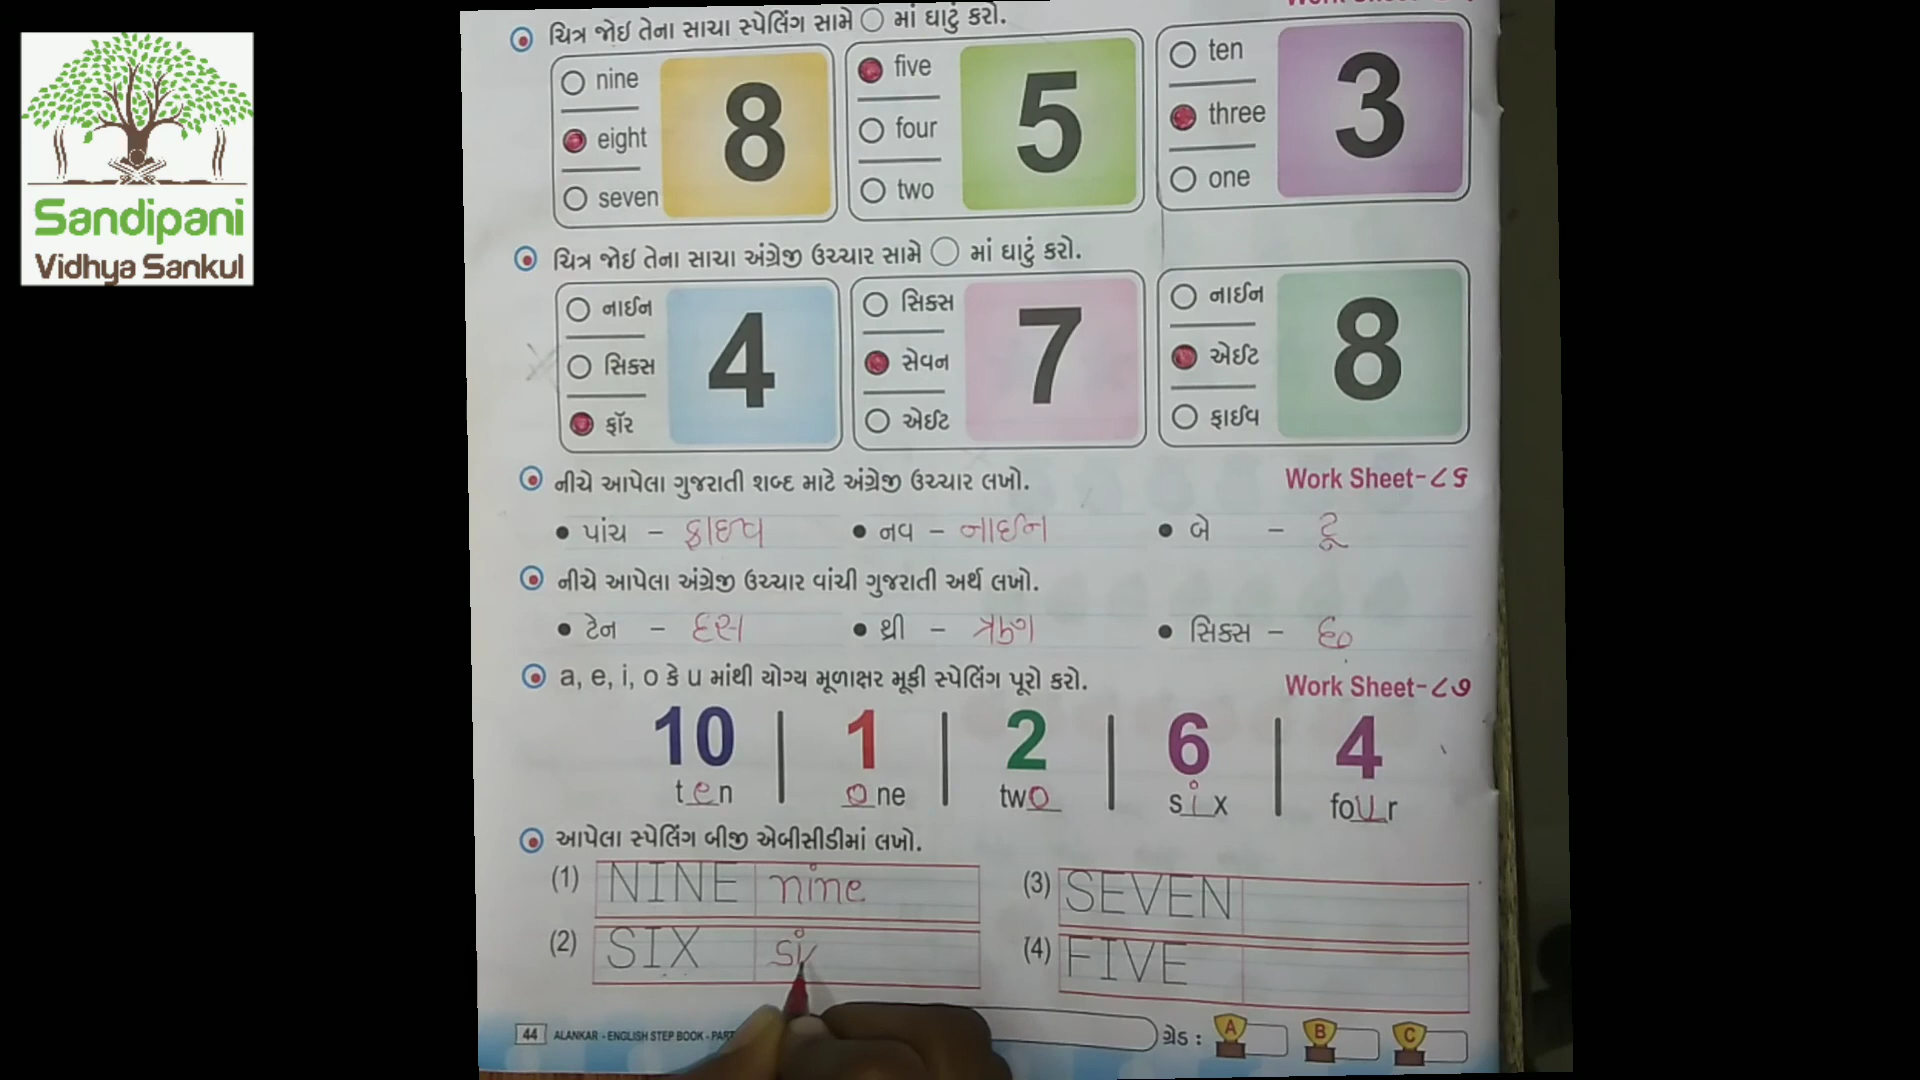 Sandipani
Vidhya Sankul
ચિત્ર જોઈ તેના સાચા સ્પેલિંગ સામે ○ માં ઘાટું કરો.
nine
eight
seven
8
five
four
two
5
ten
three
one
3
ચિત્ર જોઈ તેના સાચા અંગ્રેજી ઉચ્ચાર સામે ○ માં ઘાટું કરો.
નાઈન
સિક્સ
ફૉર
4
સિક્સ
સેવન
એઈટ
7
નાઈન
એઈટ
ફાઈવ
8
નીચે આપેલા ગુજરાતી શબ્દ માટે અંગ્રેજી ઉચ્ચાર લખો. Work Sheet-૮૬
• પાંચ – ફાઈવ • નવ – નાઈન • બે – ટૂ
નીચે આપેલા અંગ્રેજી ઉચ્ચાર વાંચી ગુજરાતી અર્થ લખો.
• ટેન – દસ • થ્રી – ત્રણ • સિક્સ – છ
a, e, i, o કે u માંથી યોગ્ય મૂળાક્ષર મૂકી સ્પેલિંગ પૂરો કરો. Work Sheet-૮૭
10 1 2 6 4
ten one two six four
આપેલા સ્પેલિંગ બીજી એબીસીડીમાં લખો.
(1) NINE nine (3) SEVEN
(2) SIX si (4) FIVE
44 ALANKAR - ENGLISH STEP BOOK - PART ગ્રેડ : A B C